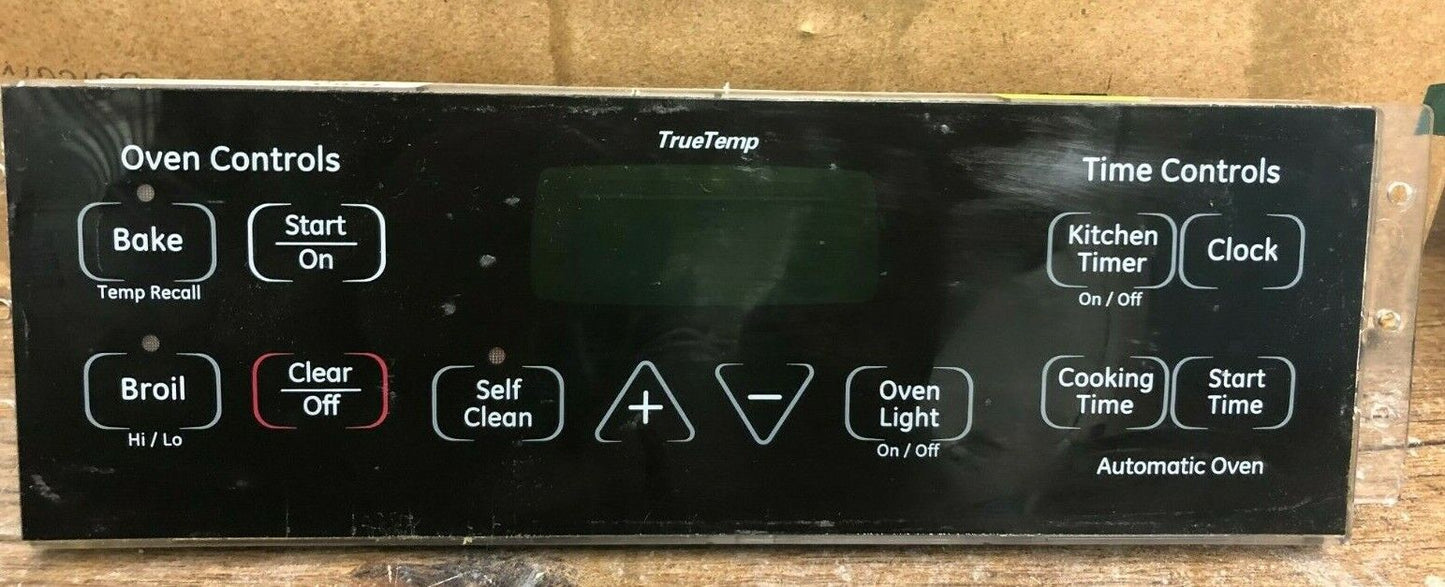 TrueTemp
Oven Controls
Bake
Temp Recall
Start
On
Broil
Hi / Lo
Clear
Off
Self
Clean
+
−
Oven
Light
On / Off
Time Controls
Kitchen
Timer
On / Off
Clock
Cooking
Time
Start
Time
Automatic Oven